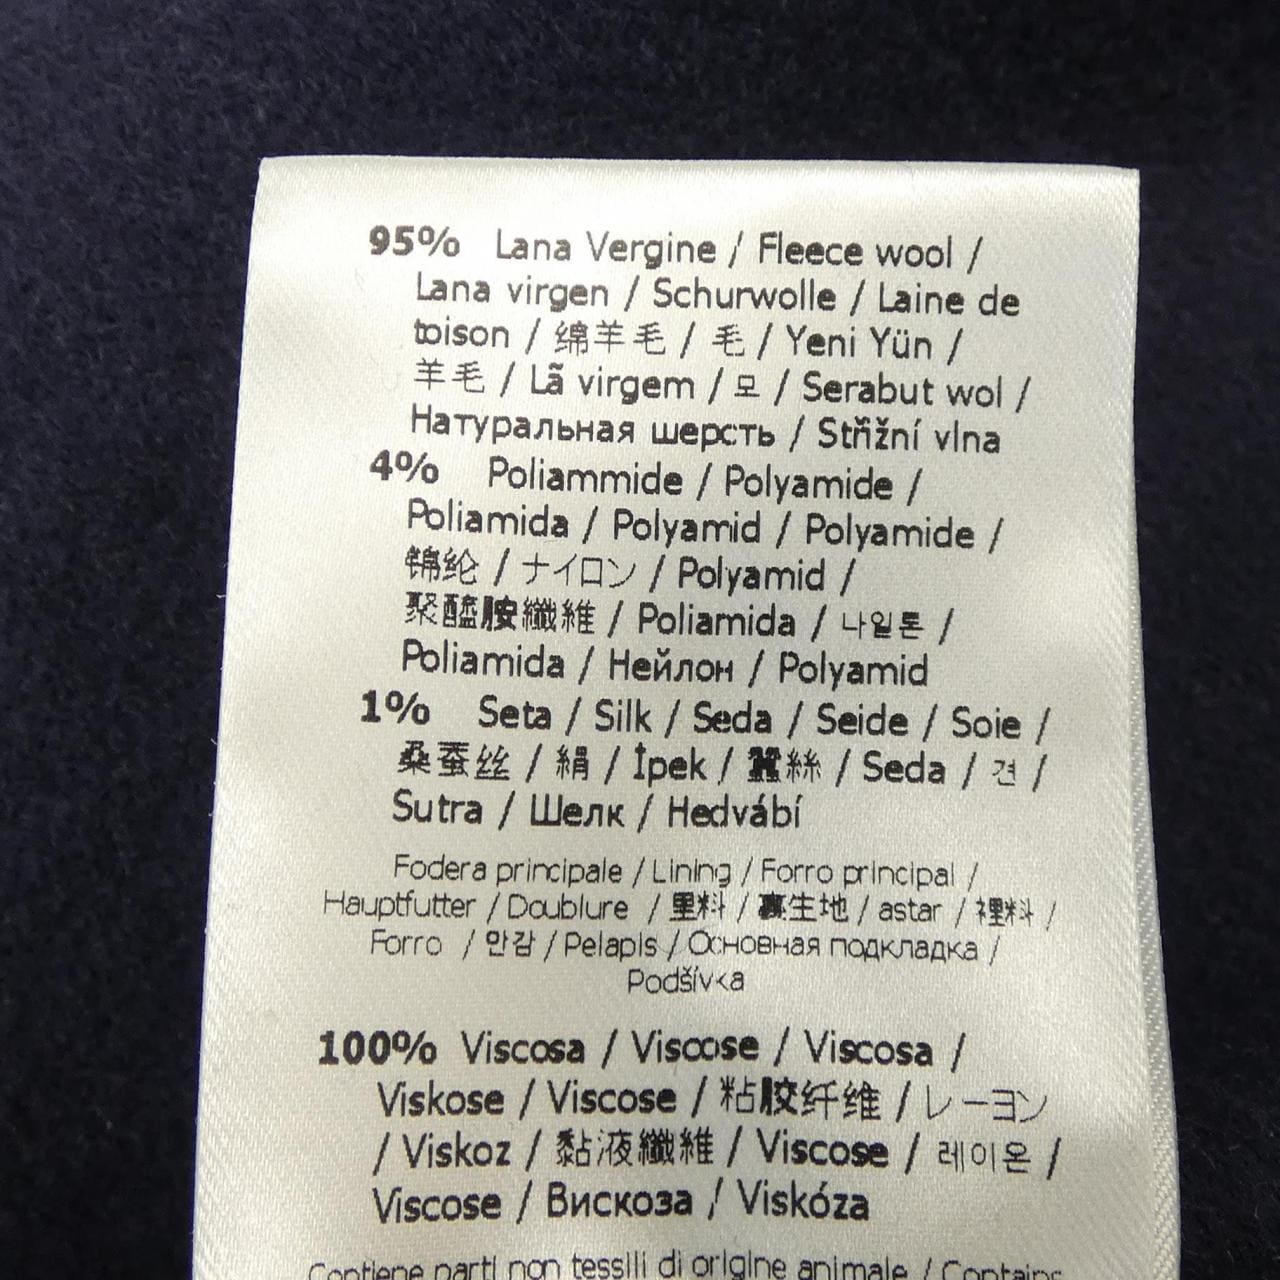 95% Lana Vergine / Fleece wool /
Lana virgen / Schurwolle / Laine de
toison / 绵羊毛 / 毛 / Yeni Yün /
羊毛 / Lã virgem / 모 / Serabut wol /
Натуральная шерсть / Střižní vlna
4% Poliammide / Polyamide /
Poliamida / Polyamid / Polyamide /
锦纶 / ナイロン / Polyamid /
聚醯胺纖維 / Poliamida / 나일론 /
Poliamida / Нейлон / Polyamid
1% Seta / Silk / Seda / Seide / Soie /
桑蚕丝 / 絹 / İpek / 蠶絲 / Seda / 견 /
Sutra / Шелк / Hedvábí
Fodera principale / Lining / Forro principal /
Hauptfutter / Doublure / 里料 / 裏生地 / astar / 裡料 /
Forro / 안감 / Pelapis / Основная подкладка /
Podšívka
100% Viscosa / Viscose / Viscosa /
Viskose / Viscose / 粘胶纤维 / レーヨン
/ Viskoz / 黏液纖維 / Viscose / 레이온 /
Viscose / Вискоза / Viskóza
Contiene parti non tessili di origine animale / Contains